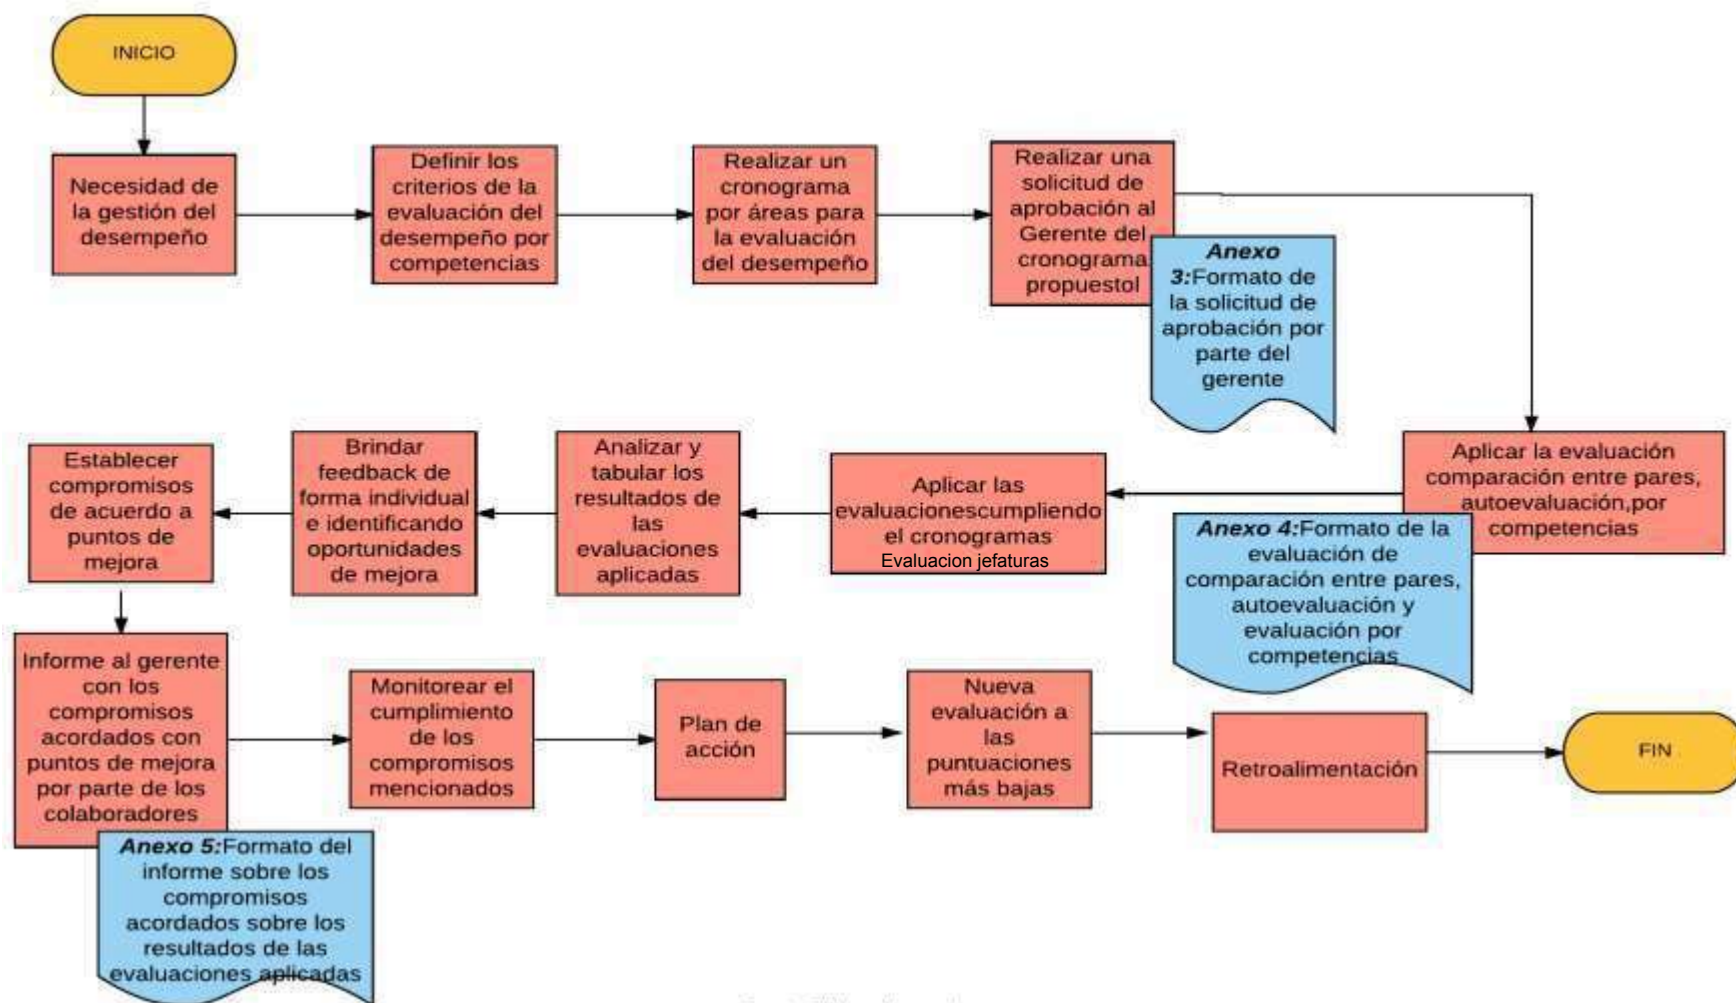 INICIO
Necesidad de
la gestión del
desempeño
Definir los
criterios de la
evaluación del
desempeño por
competencias
Realizar un
cronograma
por áreas para
la evaluación
del desempeño
Realizar una
solicitud de
aprobación al
Gerente del
cronograma
propuestol
Anexo
3:Formato de
la solicitud de
aprobación por
parte del
gerente
Aplicar la evaluación
comparación entre pares,
autoevaluación,por
competencias
Anexo 4:Formato de la
evaluación de
comparación entre pares,
autoevaluación y
evaluación por
competencias
Aplicar las
evaluacionescumpliendo
el cronogramas
Evaluacion jefaturas
Analizar y
tabular los
resultados de
las
evaluaciones
aplicadas
Brindar
feedback de
forma individual
e identificando
oportunidades
de mejora
Establecer
compromisos
de acuerdo a
puntos de
mejora
Informe al gerente
con los
compromisos
acordados con
puntos de mejora
por parte de los
colaboradores
Anexo 5:Formato del
informe sobre los
compromisos
acordados sobre los
resultados de las
evaluaciones aplicadas
Monitorear el
cumplimiento
de los
compromisos
mencionados
Plan de
acción
Nueva
evaluación a
las
puntuaciones
más bajas
Retroalimentación
FIN